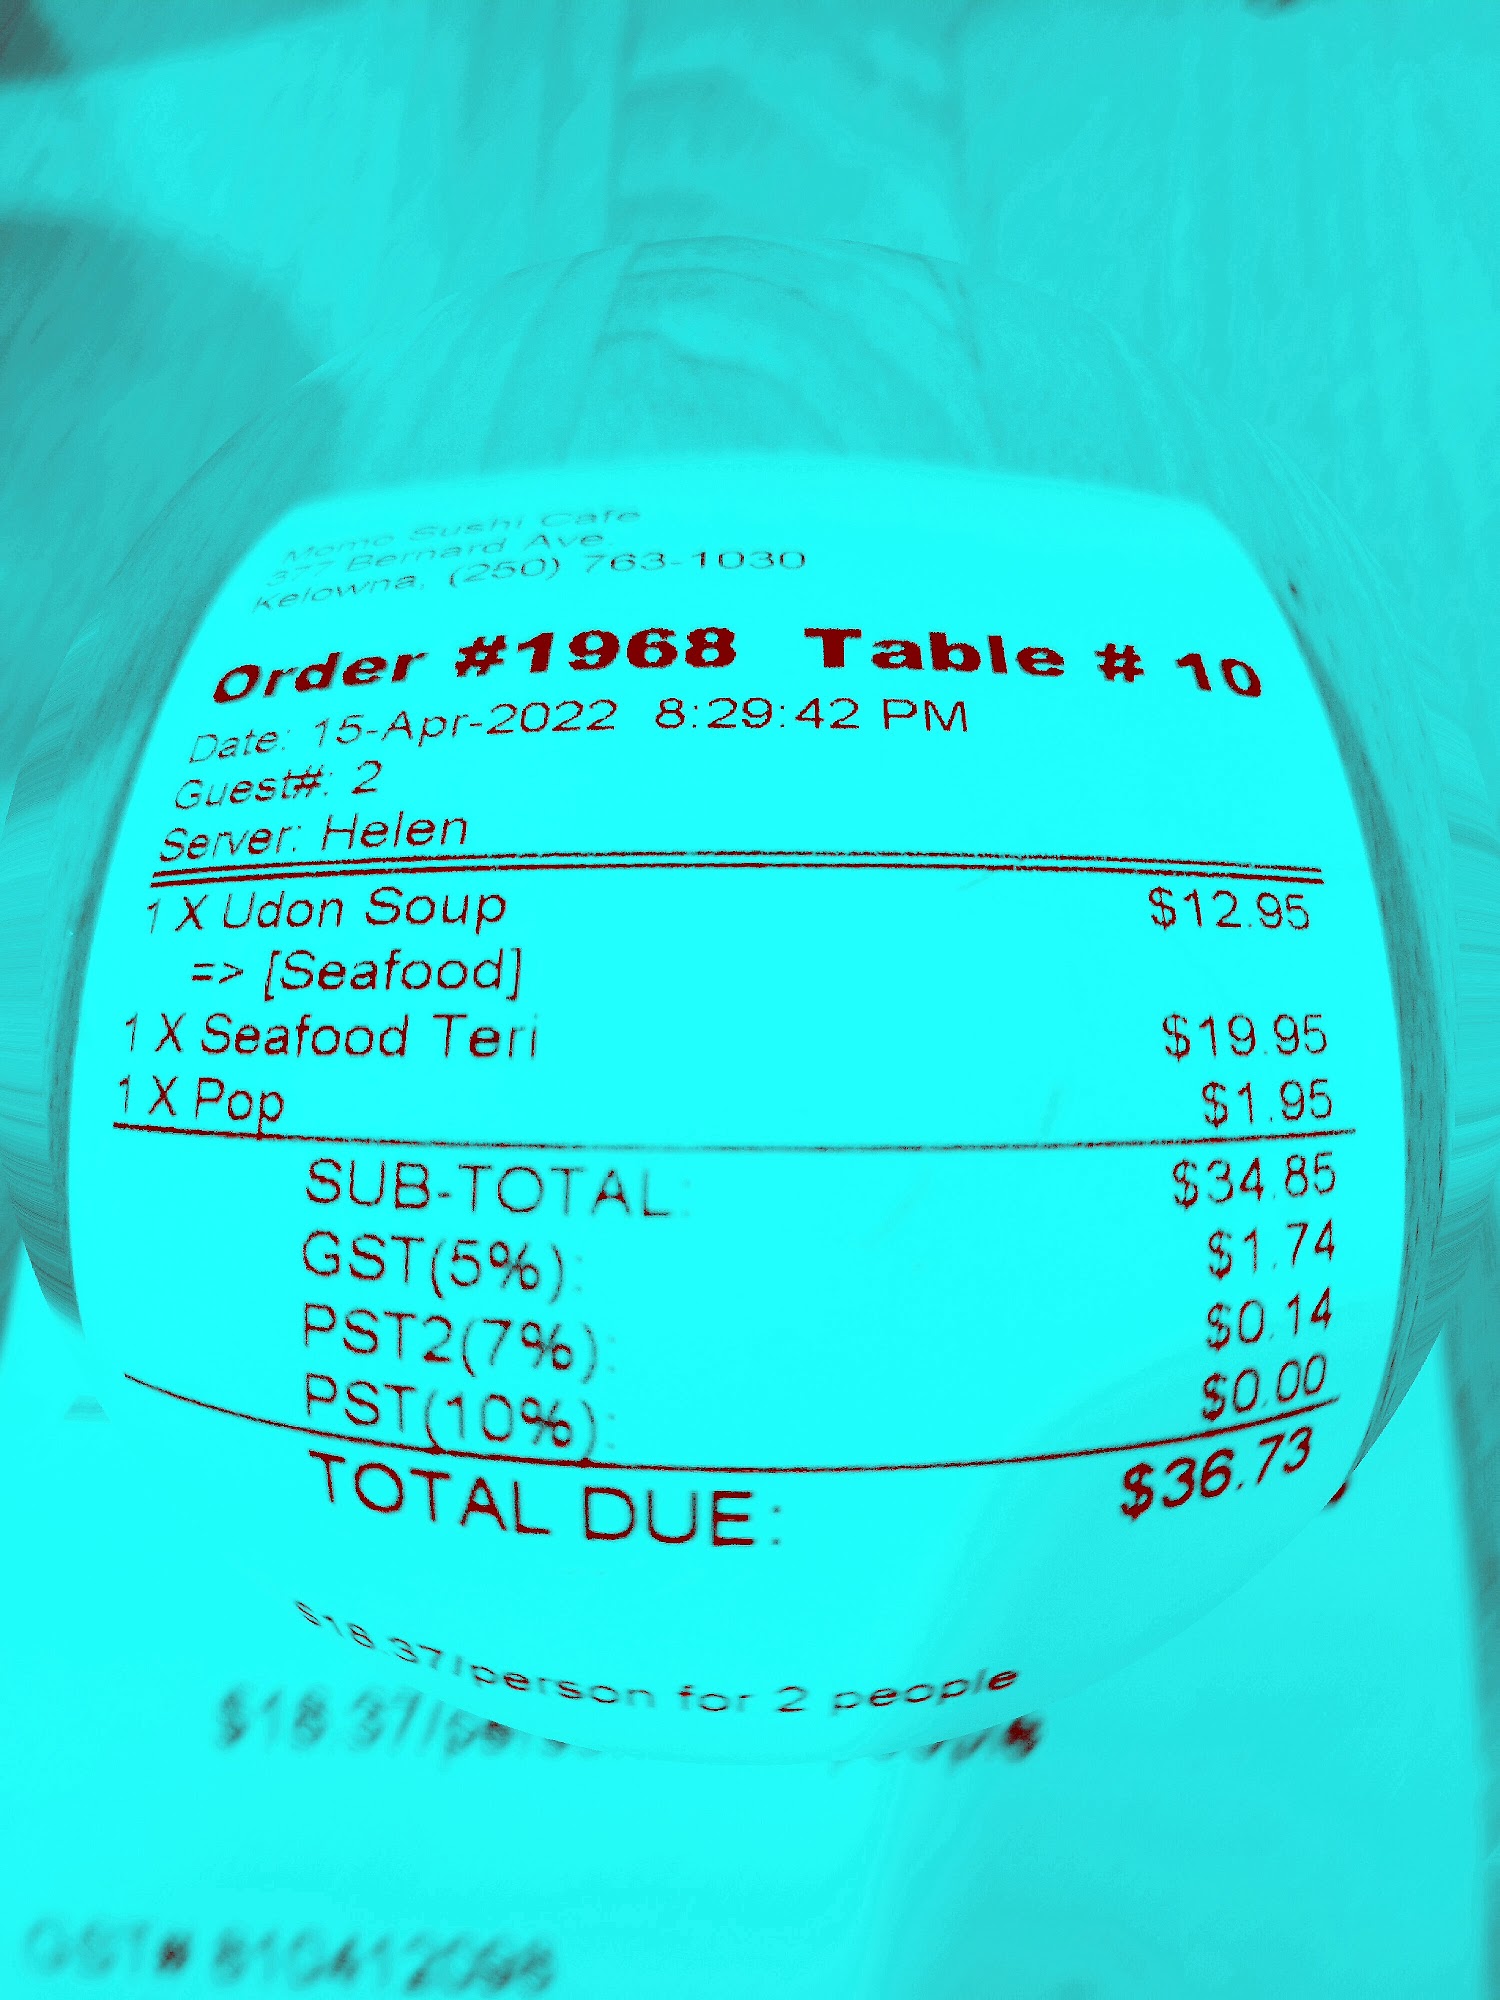 Momo Sushi Cafe
377 Bernard Ave.
Kelowna, (250) 763-1030
Order #1968 Table # 10
Date: 15-Apr-2022 8:29:42 PM
Guest#: 2
Server: Helen
1 X Udon Soup $12.95
=> [Seafood]
1 X Seafood Teri $19.95
1 X Pop $1.95
SUB-TOTAL: $34.85
GST(5%): $1.74
PST2(7%): $0.14
PST(10%): $0.00
TOTAL DUE: $36.73
$18.37/person for 2 people
$18.37/
GST#